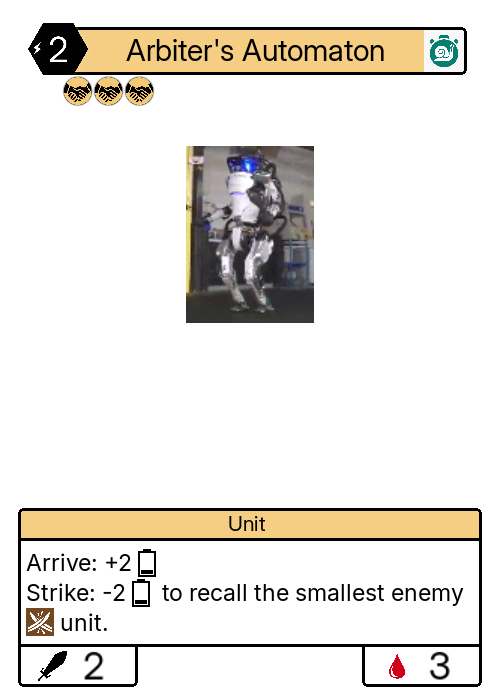 2 Arbiter's Automaton
Unit
Arrive: +2
Strike: -2 to recall the smallest enemy
unit.
2 3